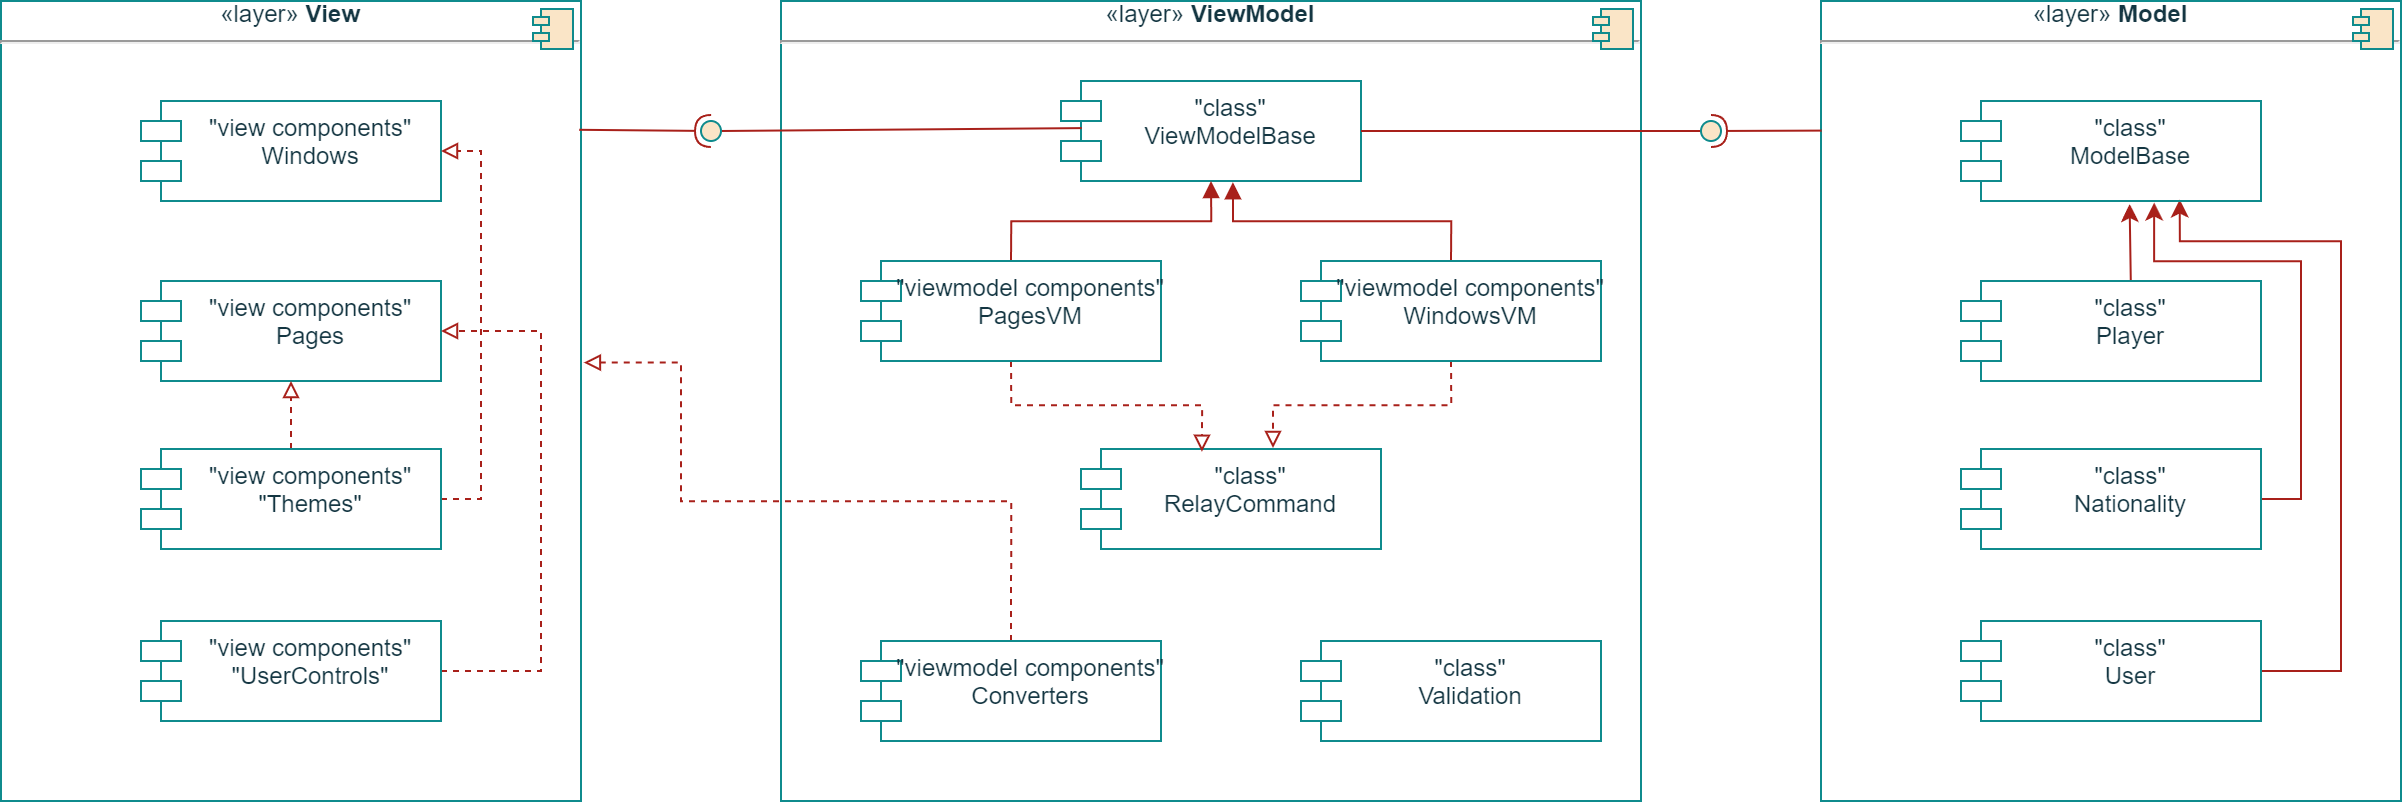 «layer» View
"view components"
Windows
"view components"
Pages
"view components"
"Themes"
"view components"
"UserControls"
«layer» ViewModel
"class"
ViewModelBase
"viewmodel components"
PagesVM
"viewmodel components"
WindowsVM
"class"
RelayCommand
"viewmodel components"
Converters
"class"
Validation
«layer» Model
"class"
ModelBase
"class"
Player
"class"
Nationality
"class"
User